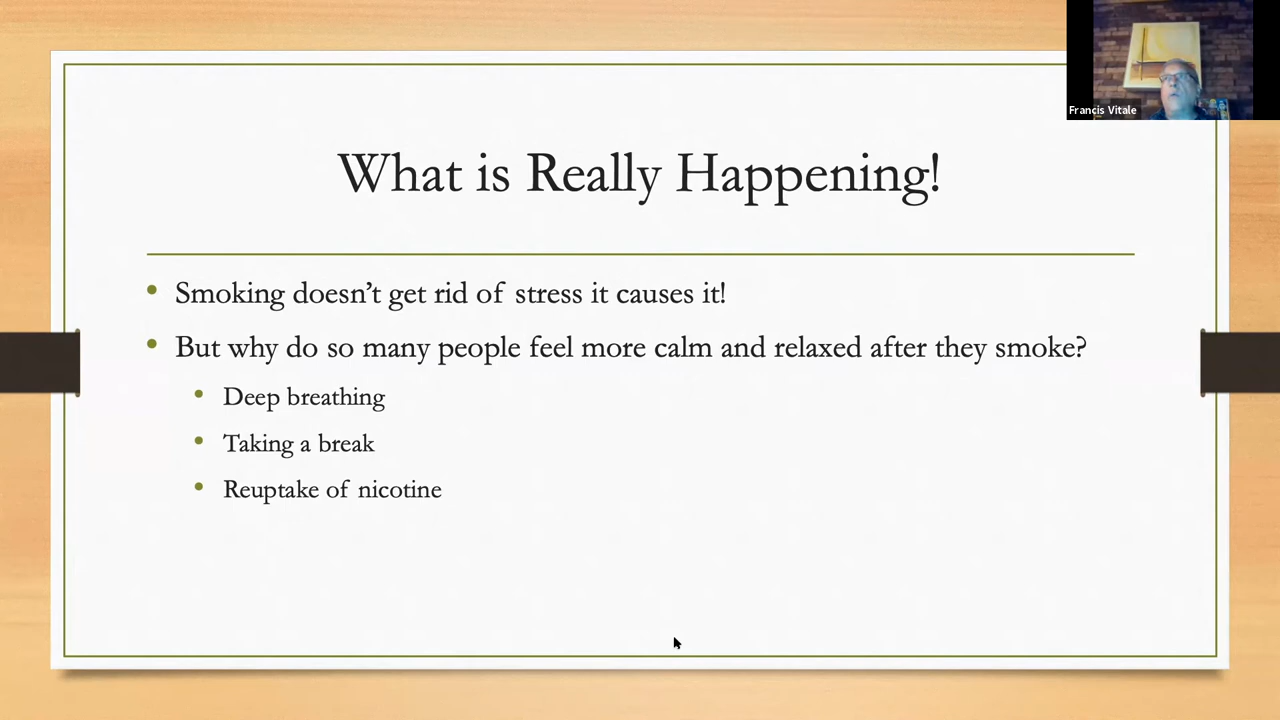 Francis Vitale
What is Really Happening!
Smoking doesn't get rid of stress it causes it!
But why do so many people feel more calm and relaxed after they smoke?
Deep breathing
Taking a break
Reuptake of nicotine